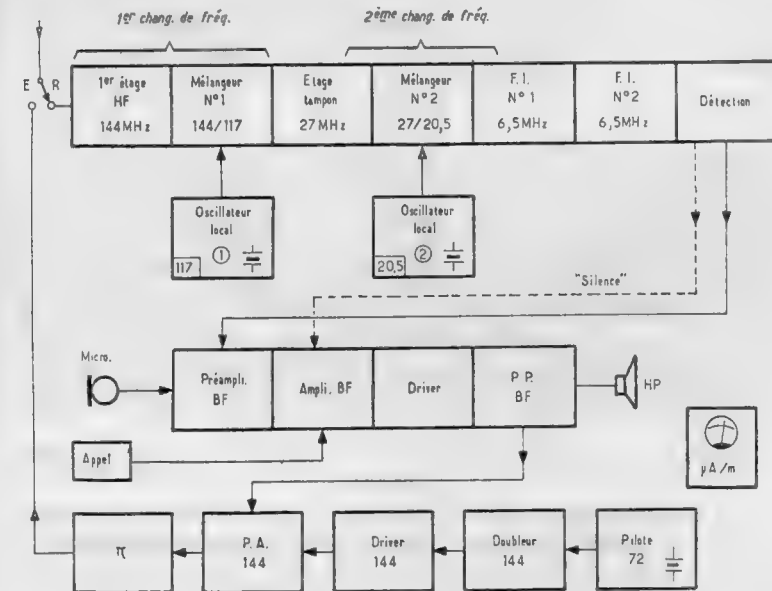 1er chang. de fréq.
2ème chang. de fréq.
E
R
1er étage
HF
144MHz
Mélangeur
N°1
144/117
Etage
tampon
27MHz
Mélangeur
N°2
27/20,5
F. I.
N°1
6,5MHz
F. I.
N°2
6,5MHz
Détection
Oscillateur
local
1
117
Oscillateur
local
2
20,5
"Silence"
Micro.
Préampli.
BF
Ampli. BF
Driver
P P.
BF
HP
Appel
µA/m
π
P. A.
144
Driver
144
Doubleur
144
Pilote
72